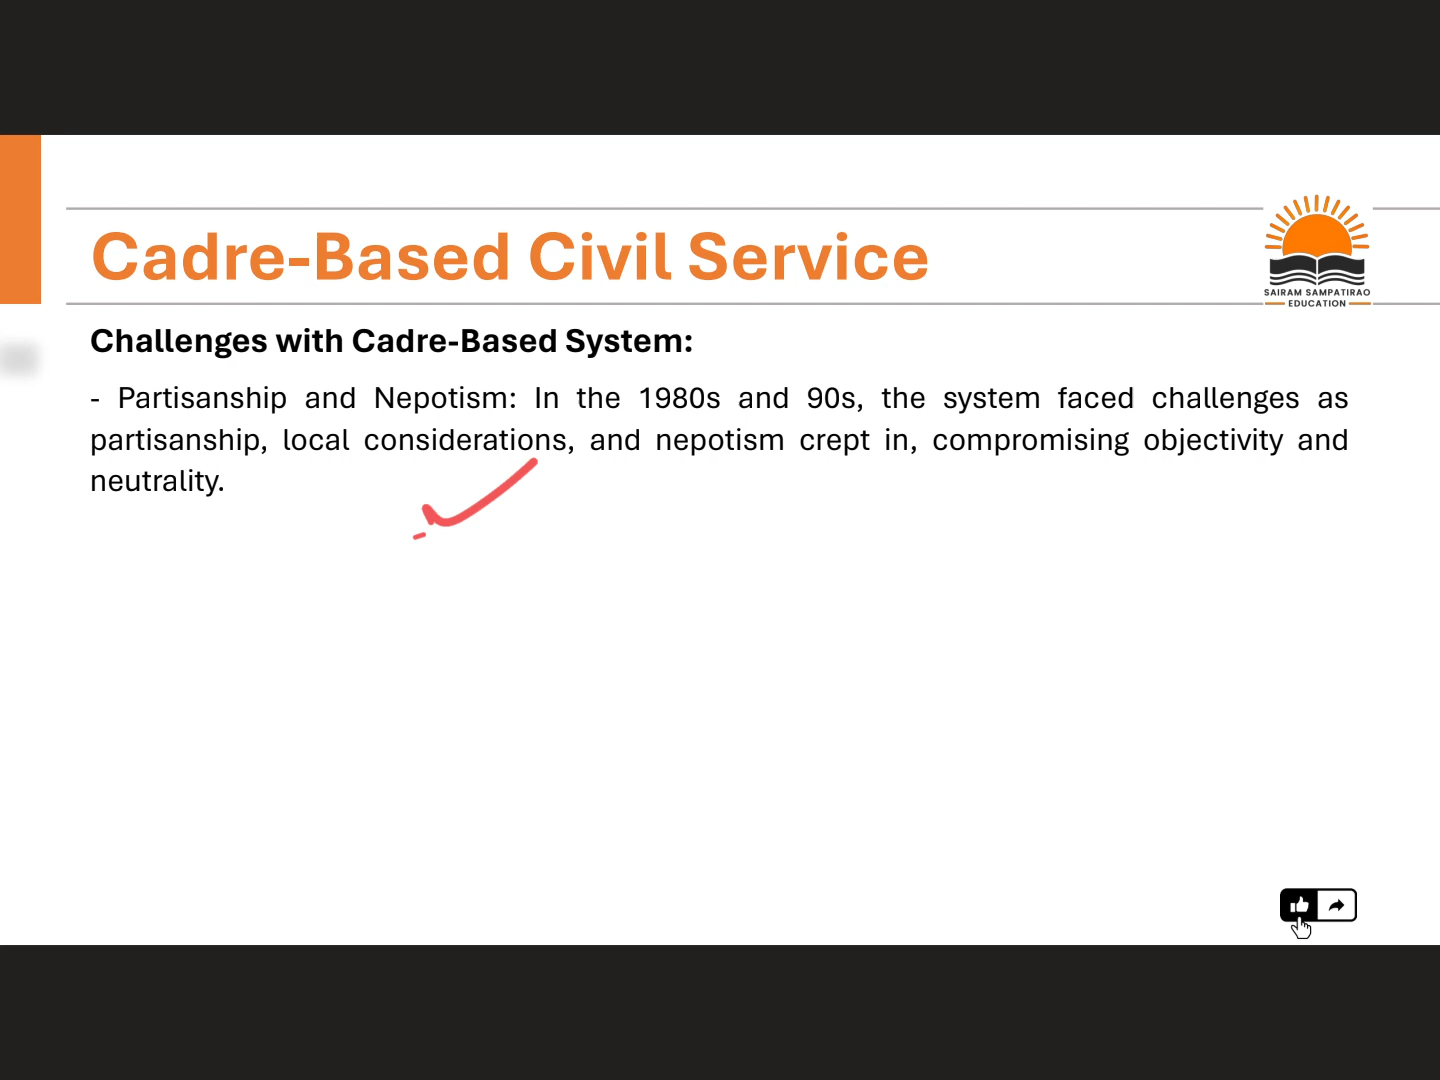 Cadre-Based Civil Service
SAIRAM SAMPATIRAO
EDUCATION
Challenges with Cadre-Based System:
- Partisanship and Nepotism: In the 1980s and 90s, the system faced challenges as
partisanship, local considerations, and nepotism crept in, compromising objectivity and
neutrality.